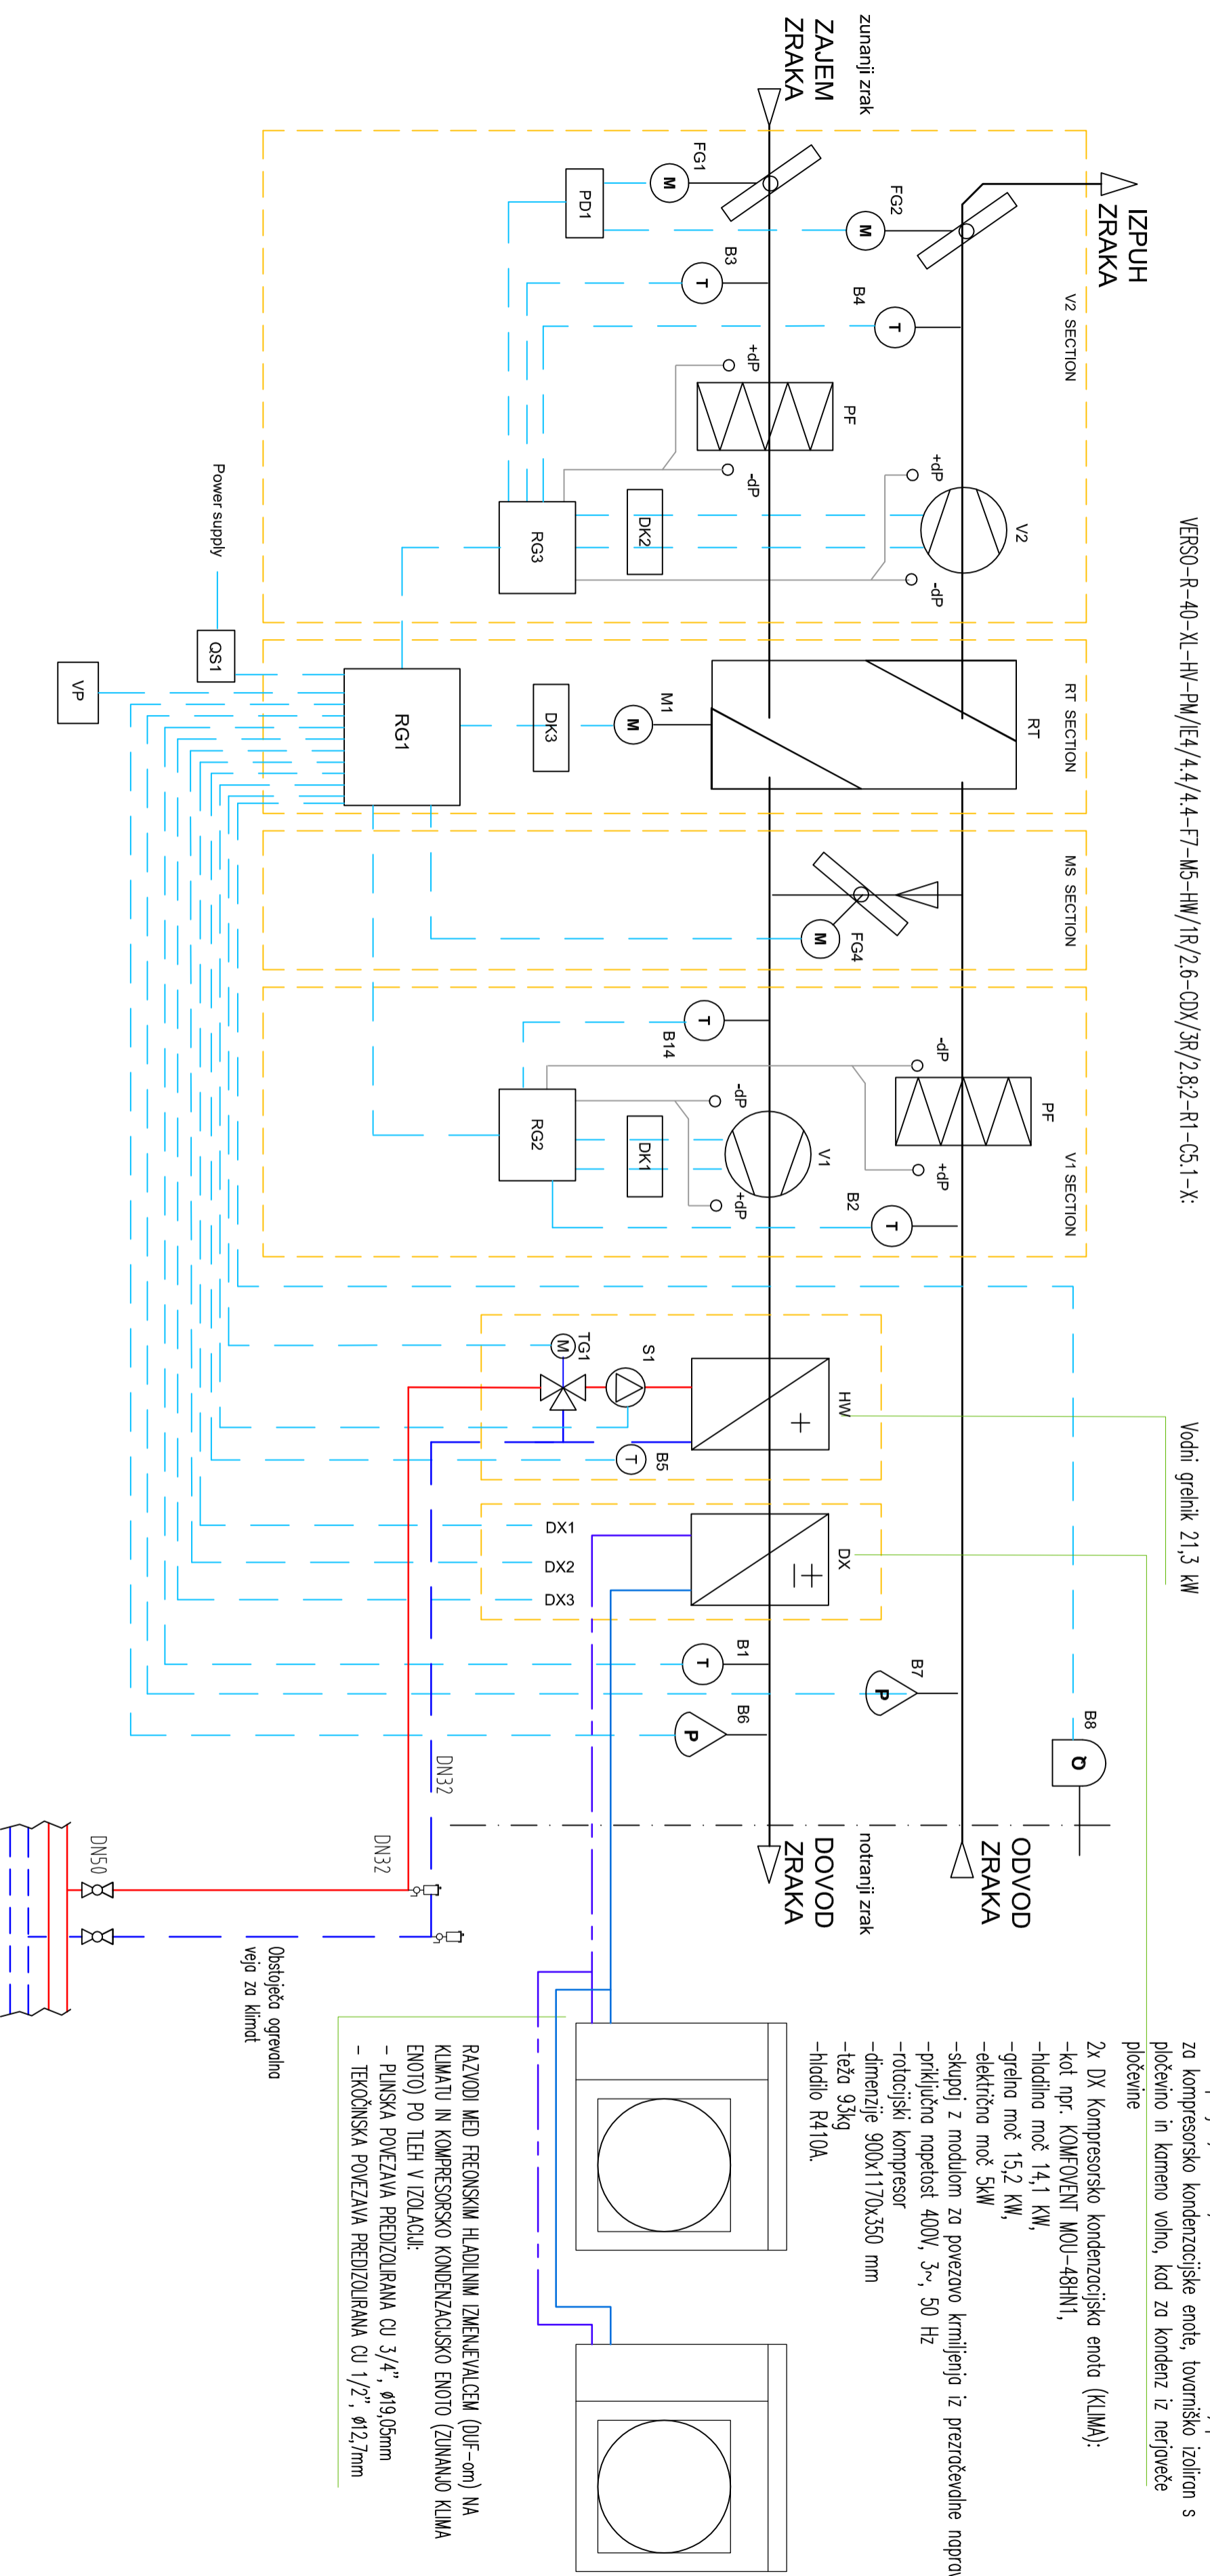 VERSO-R-40-XL-HV-PM/IE4/4.4/4.4-F7-M5-HW/1R/2.6-CDX/3R/2.8;2-R1-C5.1-X:
Vodni grelnik 21,3 kW
za kompresorsko kondenzacijske enote, tovarniško izoliran s
pločevino in kameno volno, kad za kondenz iz nerjaveče
pločevine
2x DX Kompresorsko kondenzacijska enota (KLIMA):
-kot npr. KOMFOVENT MOU-48HN1,
-hladilna moč 14,1 KW,
-grelna moč 15,2 KW,
-električna moč 5kW
-skupaj z modulom za povezavo krmiljenja iz prezračevalne naprav
-priključna napetost 400V, 3~, 50 Hz
-rotacijski kompresor
-dimenzije 900x1170x350 mm
-teža 93kg
-hladilo R410A.
IZPUH
ZRAKA
V2 SECTION
RT SECTION
MS SECTION
V1 SECTION
zunanji zrak
ZAJEM
ZRAKA
FG2
M
B4
T
+dP
V2
-dP
RT
-dP
PF
+dP
B2
T
B8
Q
B7
P
ODVOD
ZRAKA
FG1
M
B3
T
+dP
PF
-dP
M1
M
FG4
M
B14
T
-dP
V1
+dP
HW
DX
B1
T
B6
P
notranji zrak
DOVOD
ZRAKA
PD1
DK2
RG3
DK3
DK1
RG2
TG1
M
S1
B5
T
DX1
DX2
DX3
Power supply
QS1
RG1
VP
DN32
DN32
DN50
Obstoječa ogrevalna
veja za klimat
RAZVODI MED FREONSKIM HLADILNIM IZMENJEVALCEM (DUF-om) NA
KLIMATU IN KOMPRESORSKO KONDENZACIJSKO ENOTO (ZUNANJO KLIMA
ENOTO) PO TLEH V IZOLACIJI:
- PLINSKA POVEZAVA PREDIZOLIRANA CU 3/4", ø19,05mm
- TEKOČINSKA POVEZAVA PREDIZOLIRANA CU 1/2", ø12,7mm